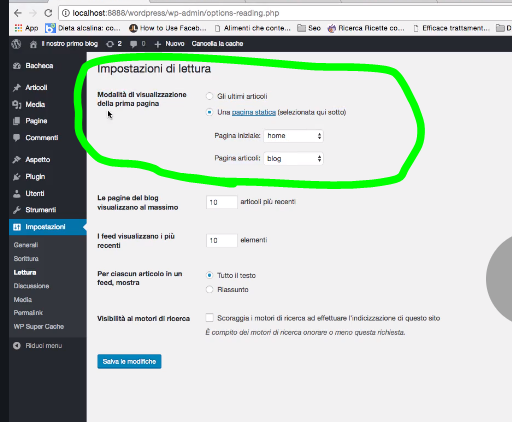 localhost:8888/wordpress/wp-admin/options-reading.php
App
Dieta alcalina: co...
How to Use Faceb...
Alimenti che conte...
Seo
Ricerca Ricette co...
Efficace trattament...
D
Il nostro primo blog 2 0 + Nuovo Cancella la cache
Bacheca
Articoli
Media
Pagine
Commenti
Aspetto
Plugin
Utenti
Strumenti
Impostazioni
Generali
Scrittura
Lettura
Discussione
Media
Permalink
WP Super Cache
Riduci menu
Impostazioni di lettura
Modalità di visualizzazione
della prima pagina
Gli ultimi articoli
Una pagina statica (selezionata qui sotto)
Pagina iniziale: home
Pagina articoli: blog
Le pagine del blog
visualizzano al massimo
10 articoli più recenti
I feed visualizzano i più
recenti
10 elementi
Per ciascun articolo in un
feed, mostra
Tutto il testo
Riassunto
Visibilità ai motori di ricerca
Scoraggia i motori di ricerca ad effettuare l'indicizzazione di questo sito
È compito dei motori di ricerca onorare o meno questa richiesta.
Salva le modifiche